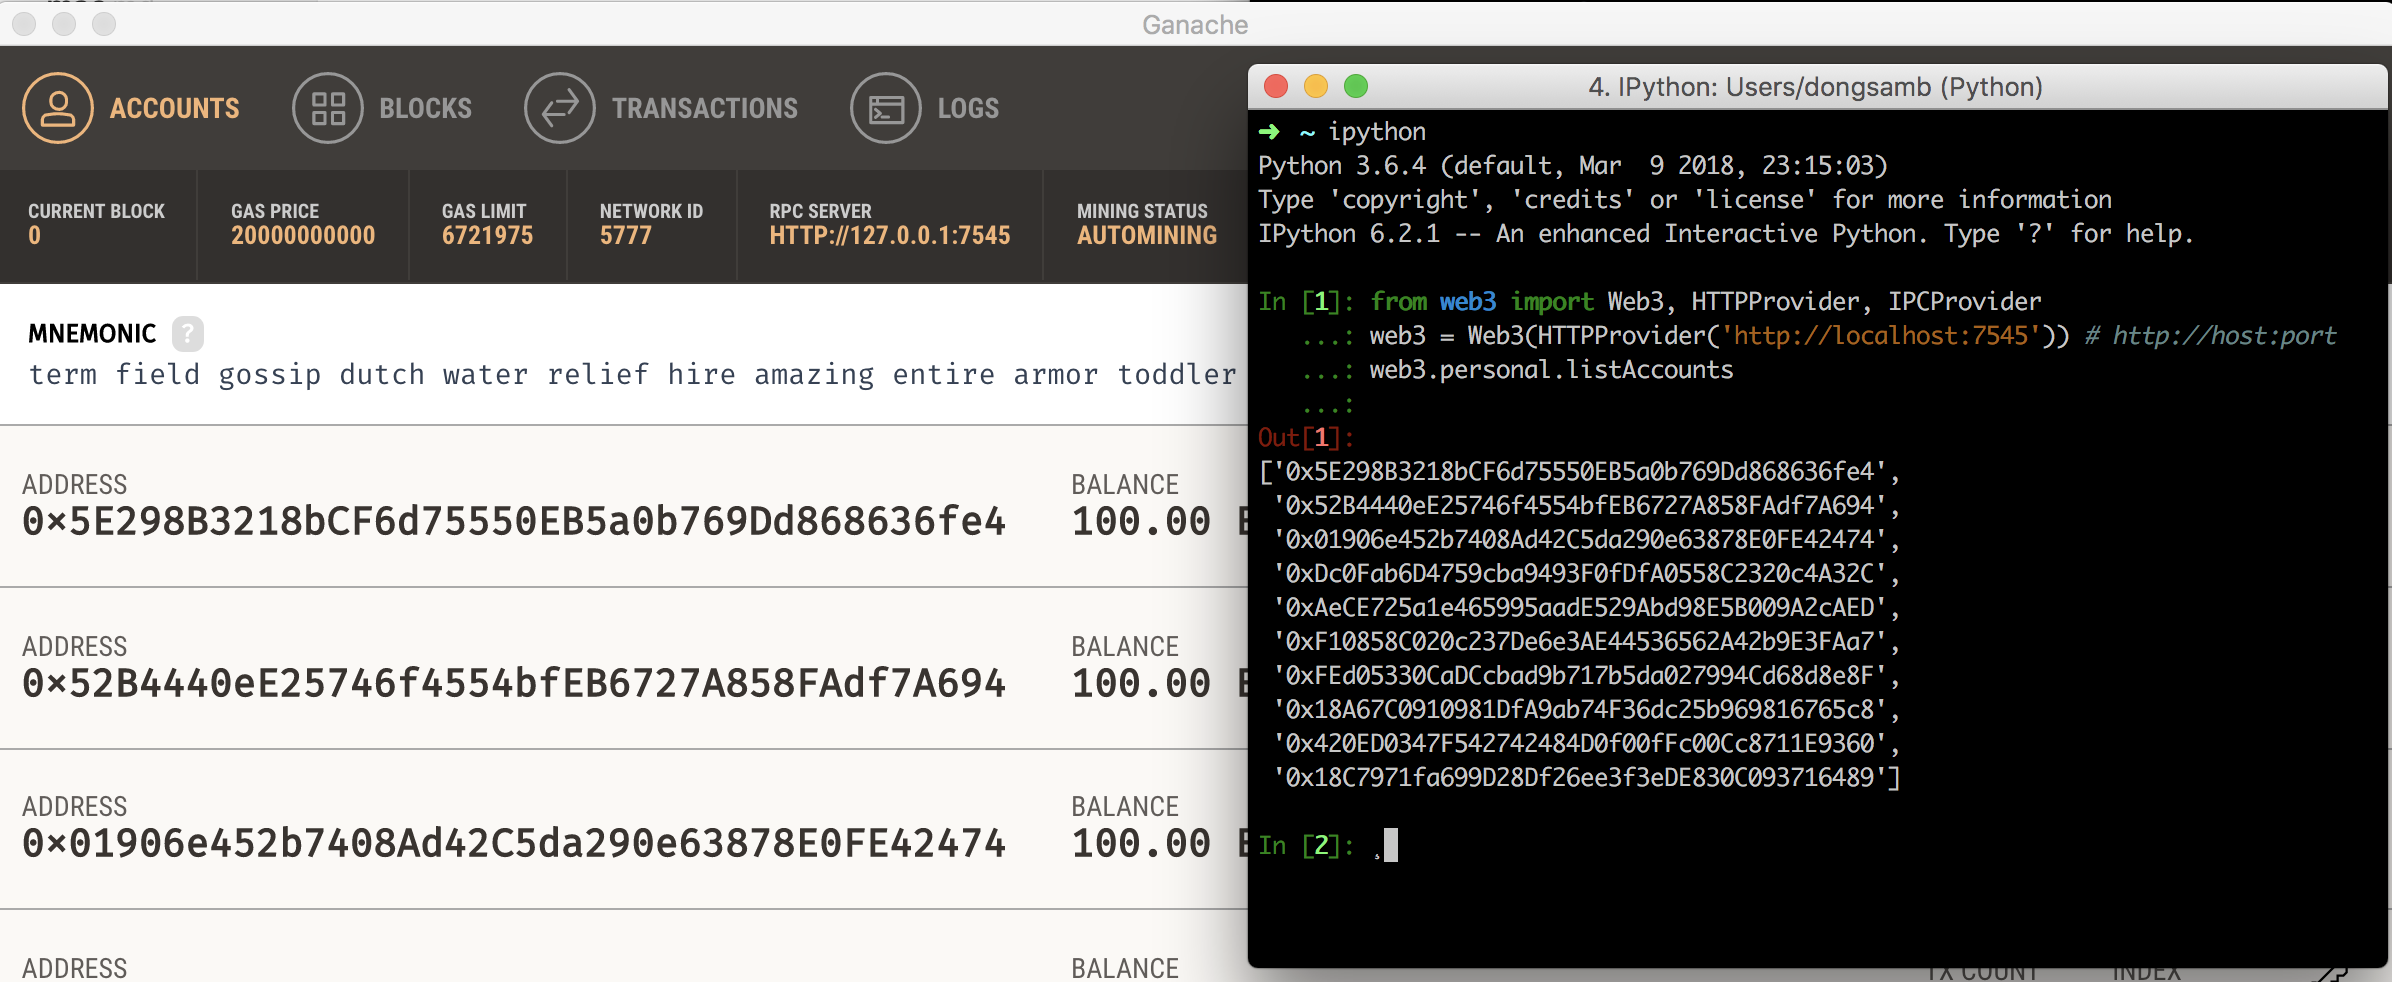 Ganache
ACCOUNTS
BLOCKS
TRANSACTIONS
LOGS
CURRENT BLOCK
0
GAS PRICE
20000000000
GAS LIMIT
6721975
NETWORK ID
5777
RPC SERVER
HTTP://127.0.0.1:7545
MINING STATUS
AUTOMINING
MNEMONIC ?
term field gossip dutch water relief hire amazing entire armor toddler
ADDRESS
0×5E298B3218bCF6d75550EB5a0b769Dd868636fe4
BALANCE
100.00 E
ADDRESS
0×52B4440eE25746f4554bfEB6727A858FAdf7A694
BALANCE
100.00 E
ADDRESS
0×01906e452b7408Ad42C5da290e63878E0FE42474
BALANCE
100.00 E
ADDRESS
BALANCE
TX COUNT
INDEX
4. IPython: Users/dongsamb (Python)
➜ ~ ipython
Python 3.6.4 (default, Mar  9 2018, 23:15:03)
Type 'copyright', 'credits' or 'license' for more information
IPython 6.2.1 -- An enhanced Interactive Python. Type '?' for help.
In [1]: from web3 import Web3, HTTPProvider, IPCProvider
...: web3 = Web3(HTTPProvider('http://localhost:7545')) # http://host:port
...: web3.personal.listAccounts
...:
Out[1]:
['0x5E298B3218bCF6d75550EB5a0b769Dd868636fe4',
'0x52B4440eE25746f4554bfEB6727A858FAdf7A694',
'0x01906e452b7408Ad42C5da290e63878E0FE42474',
'0xDc0Fab6D4759cba9493F0fDfA0558C2320c4A32C',
'0xAeCE725a1e465995aadE529Abd98E5B009A2cAED',
'0xF10858C020c237De6e3AE44536562A42b9E3FAa7',
'0xFEd05330CaDCcbad9b717b5da027994Cd68d8e8F',
'0x18A67C0910981DfA9ab74F36dc25b969816765c8',
'0x420ED0347F542742484D0f00fFc00Cc8711E9360',
'0x18C7971fa699D28Df26ee3f3eDE830C093716489']
In [2]: